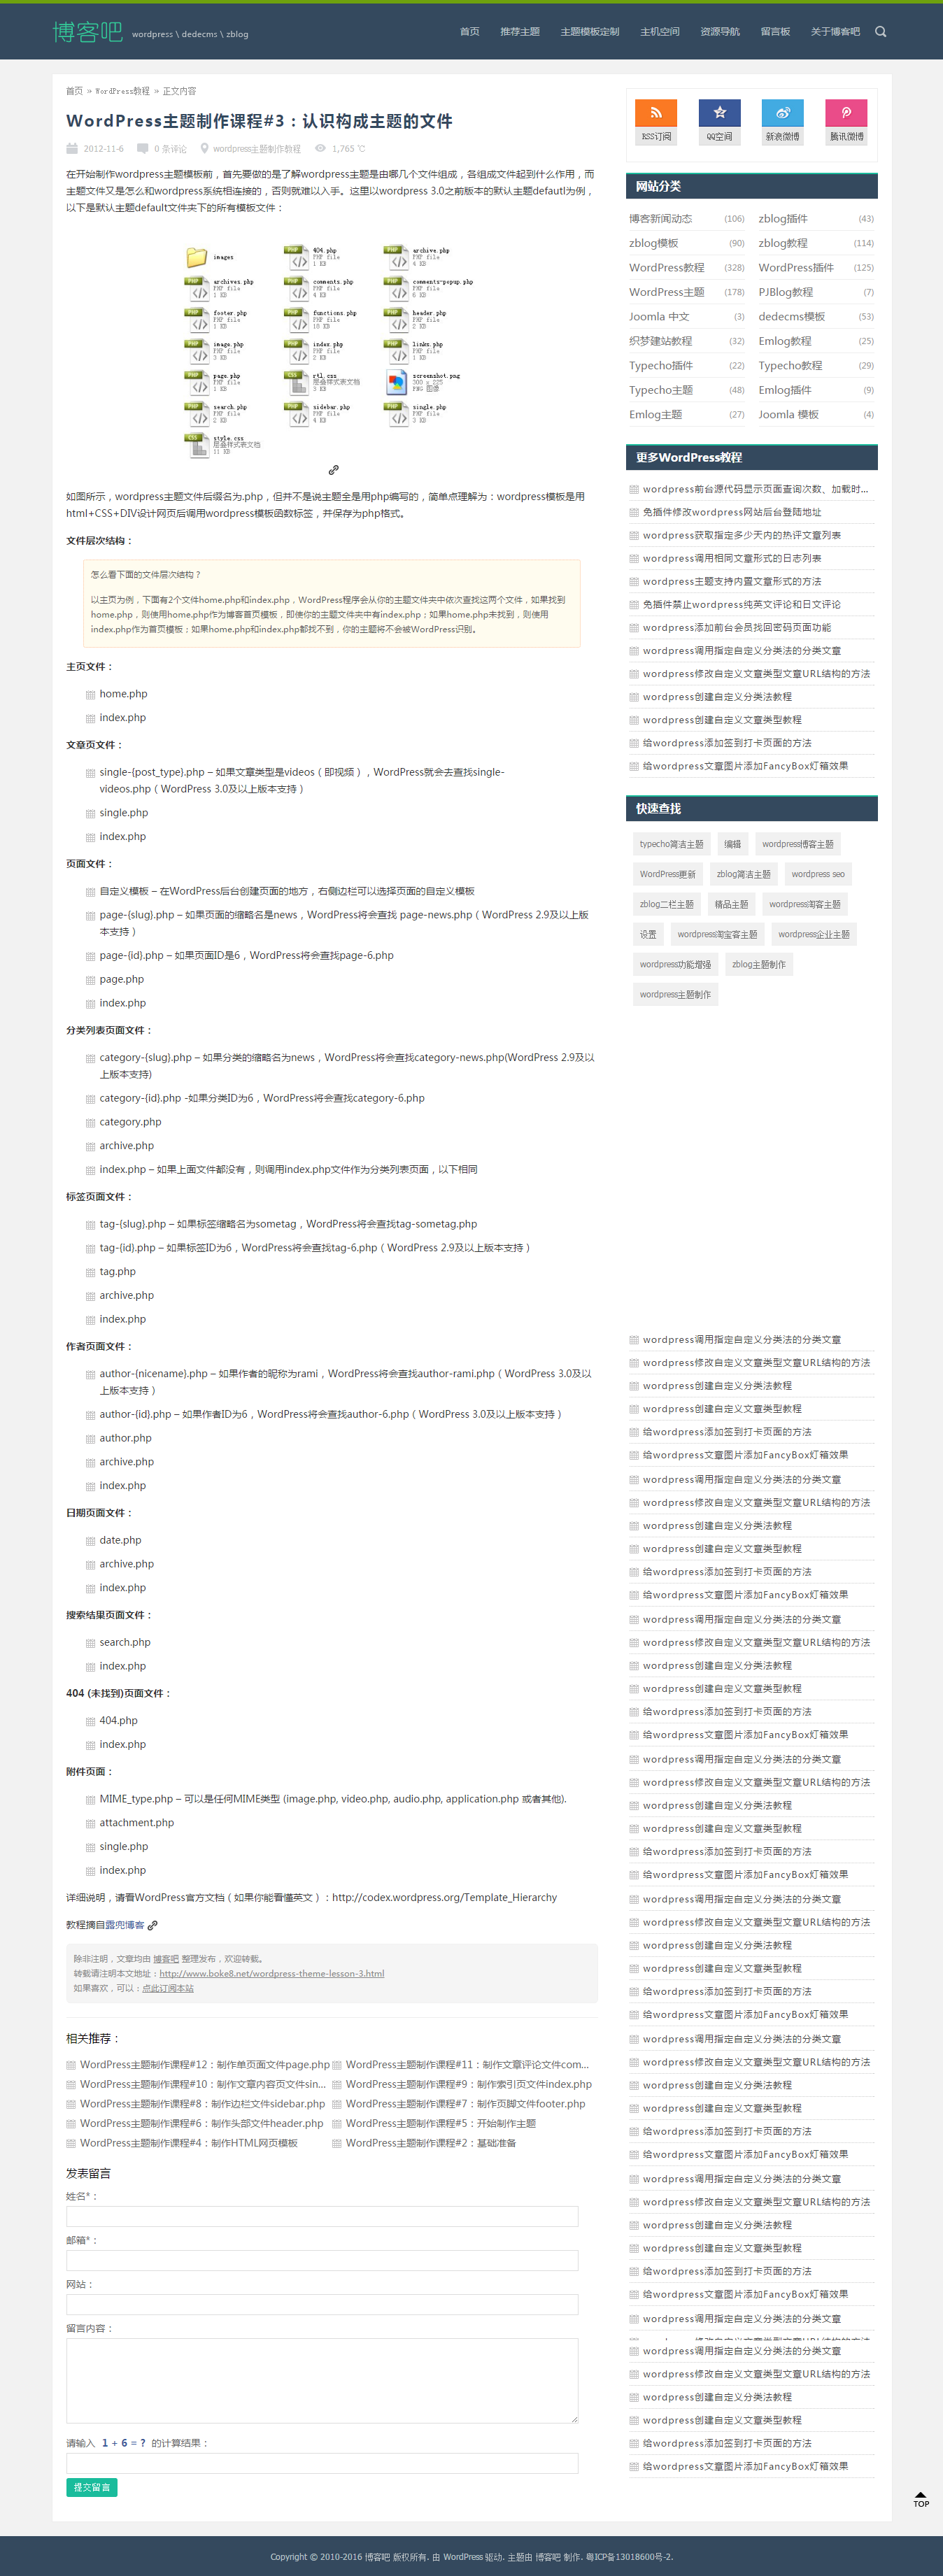 博客吧 wordpress \ dedecms \ zblog
首页 推荐主题 主题模板定制 主机空间 资源导航 留言板 关于博客吧
首页 » WordPress教程 » 正文内容
WordPress主题制作课程#3：认识构成主题的文件
2012-11-6 0 条评论 wordpress主题制作教程 1,765 ℃
在开始制作wordpress主题模板前，首先要做的是了解wordpress主题是由哪几个文件组成，各组成文件起到什么作用，而
主题文件又是怎么和wordpress系统相连接的，否则就难以入手。这里以wordpress 3.0之前版本的默认主题defautl为例，
以下是默认主题default文件夹下的所有模板文件：
images
404.php
PHP file
1 KB
archive.php
PHP file
4 KB
archives.php
PHP file
1 KB
comments.php
PHP file
4 KB
comments-popup.php
PHP file
6 KB
footer.php
PHP file
1 KB
functions.php
PHP file
18 KB
header.php
PHP file
2 KB
image.php
PHP file
3 KB
index.php
PHP file
2 KB
links.php
PHP file
1 KB
page.php
PHP file
1 KB
rtl.css
层叠样式表文档
3 KB
screenshot.png
300 x 225
PNG 图像
search.php
PHP file
2 KB
sidebar.php
PHP file
4 KB
single.php
PHP file
3 KB
style.css
层叠样式表文档
11 KB
如图所示，wordpress主题文件后缀名为.php，但并不是说主题全是用php编写的，简单点理解为：wordpress模板是用
html+CSS+DIV设计网页后调用wordpress模板函数标签，并保存为php格式。
文件层次结构：
怎么看下面的文件层次结构？
以主页为例，下面有2个文件home.php和index.php，WordPress程序会从你的主题文件夹中依次查找这两个文件，如果找到
home.php，则使用home.php作为博客首页模板，即使你的主题文件夹中有index.php；如果home.php未找到，则使用
index.php作为首页模板；如果home.php和index.php都找不到，你的主题将不会被WordPress识别。
主页文件：
home.php
index.php
文章页文件：
single-{post_type}.php – 如果文章类型是videos（即视频），WordPress就会去查找single-
videos.php（WordPress 3.0及以上版本支持）
single.php
index.php
页面文件：
自定义模板 – 在WordPress后台创建页面的地方，右侧边栏可以选择页面的自定义模板
page-{slug}.php – 如果页面的缩略名是news，WordPress将会查找 page-news.php（WordPress 2.9及以上版
本支持）
page-{id}.php – 如果页面ID是6，WordPress将会查找page-6.php
page.php
index.php
分类列表页面文件：
category-{slug}.php – 如果分类的缩略名为news，WordPress将会查找category-news.php(WordPress 2.9及以
上版本支持)
category-{id}.php -如果分类ID为6，WordPress将会查找category-6.php
category.php
archive.php
index.php – 如果上面文件都没有，则调用index.php文件作为分类列表页面，以下相同
标签页面文件：
tag-{slug}.php – 如果标签缩略名为sometag，WordPress将会查找tag-sometag.php
tag-{id}.php – 如果标签ID为6，WordPress将会查找tag-6.php（WordPress 2.9及以上版本支持）
tag.php
archive.php
index.php
作者页面文件：
author-{nicename}.php – 如果作者的昵称为rami，WordPress将会查找author-rami.php（WordPress 3.0及以
上版本支持）
author-{id}.php – 如果作者ID为6，WordPress将会查找author-6.php（WordPress 3.0及以上版本支持）
author.php
archive.php
index.php
日期页面文件：
date.php
archive.php
index.php
搜索结果页面文件：
search.php
index.php
404 (未找到)页面文件：
404.php
index.php
附件页面：
MIME_type.php – 可以是任何MIME类型 (image.php, video.php, audio.php, application.php 或者其他).
attachment.php
single.php
index.php
详细说明，请看WordPress官方文档（如果你能看懂英文）：http://codex.wordpress.org/Template_Hierarchy
教程摘自露兜博客
除非注明，文章均由 博客吧 整理发布，欢迎转载。
转载请注明本文地址：http://www.boke8.net/wordpress-theme-lesson-3.html
如果喜欢，可以：点此订阅本站
相关推荐：
WordPress主题制作课程#12：制作单页面文件page.php WordPress主题制作课程#11：制作文章评论文件com...
WordPress主题制作课程#10：制作文章内容页文件sin... WordPress主题制作课程#9：制作索引页文件index.php
WordPress主题制作课程#8：制作边栏文件sidebar.php WordPress主题制作课程#7：制作页脚文件footer.php
WordPress主题制作课程#6：制作头部文件header.php WordPress主题制作课程#5：开始制作主题
WordPress主题制作课程#4：制作HTML网页模板 WordPress主题制作课程#2：基础准备
发表留言
姓名*：
邮箱*：
网站：
留言内容：
请输入 1 + 6 = ? 的计算结果：
提交留言
RSS订阅 QQ空间 新浪微博 腾讯微博
网站分类
博客新闻动态 (106) zblog插件 (43)
zblog模板 (90) zblog教程 (114)
WordPress教程 (328) WordPress插件 (125)
WordPress主题 (178) PJBlog教程 (7)
Joomla 中文 (3) dedecms模板 (53)
织梦建站教程 (32) Emlog教程 (25)
Typecho插件 (22) Typecho教程 (29)
Typecho主题 (48) Emlog插件 (9)
Emlog主题 (27) Joomla 模板 (4)
更多WordPress教程
wordpress前台源代码显示页面查询次数、加载时...
免插件修改wordpress网站后台登陆地址
wordpress获取指定多少天内的热评文章列表
wordpress调用相同文章形式的日志列表
wordpress主题支持内置文章形式的方法
免插件禁止wordpress纯英文评论和日文评论
wordpress添加前台会员找回密码页面功能
wordpress调用指定自定义分类法的分类文章
wordpress修改自定义文章类型文章URL结构的方法
wordpress创建自定义分类法教程
wordpress创建自定义文章类型教程
给wordpress添加签到打卡页面的方法
给wordpress文章图片添加FancyBox灯箱效果
快速查找
typecho简洁主题 编辑 wordpress博客主题
WordPress更新 zblog简洁主题 wordpress seo
zblog二栏主题 精品主题 wordpress淘客主题
设置 wordpress淘宝客主题 wordpress企业主题
wordpress功能增强 zblog主题制作
wordpress主题制作
wordpress调用指定自定义分类法的分类文章
wordpress修改自定义文章类型文章URL结构的方法
wordpress创建自定义分类法教程
wordpress创建自定义文章类型教程
给wordpress添加签到打卡页面的方法
给wordpress文章图片添加FancyBox灯箱效果
wordpress调用指定自定义分类法的分类文章
wordpress修改自定义文章类型文章URL结构的方法
wordpress创建自定义分类法教程
wordpress创建自定义文章类型教程
给wordpress添加签到打卡页面的方法
给wordpress文章图片添加FancyBox灯箱效果
wordpress调用指定自定义分类法的分类文章
wordpress修改自定义文章类型文章URL结构的方法
wordpress创建自定义分类法教程
wordpress创建自定义文章类型教程
给wordpress添加签到打卡页面的方法
给wordpress文章图片添加FancyBox灯箱效果
wordpress调用指定自定义分类法的分类文章
wordpress修改自定义文章类型文章URL结构的方法
wordpress创建自定义分类法教程
wordpress创建自定义文章类型教程
给wordpress添加签到打卡页面的方法
给wordpress文章图片添加FancyBox灯箱效果
wordpress调用指定自定义分类法的分类文章
wordpress修改自定义文章类型文章URL结构的方法
wordpress创建自定义分类法教程
wordpress创建自定义文章类型教程
给wordpress添加签到打卡页面的方法
给wordpress文章图片添加FancyBox灯箱效果
wordpress调用指定自定义分类法的分类文章
wordpress修改自定义文章类型文章URL结构的方法
wordpress创建自定义分类法教程
wordpress创建自定义文章类型教程
给wordpress添加签到打卡页面的方法
给wordpress文章图片添加FancyBox灯箱效果
wordpress调用指定自定义分类法的分类文章
wordpress修改自定义文章类型文章URL结构的方法
wordpress创建自定义分类法教程
wordpress创建自定义文章类型教程
给wordpress添加签到打卡页面的方法
给wordpress文章图片添加FancyBox灯箱效果
wordpress调用指定自定义分类法的分类文章
wordpress调用指定自定义分类法的分类文章
wordpress修改自定义文章类型文章URL结构的方法
wordpress创建自定义分类法教程
wordpress创建自定义文章类型教程
给wordpress添加签到打卡页面的方法
给wordpress文章图片添加FancyBox灯箱效果
TOP
Copyright © 2010-2016 博客吧 版权所有. 由 WordPress 驱动. 主题由 博客吧 制作. 粤ICP备13018600号-2.